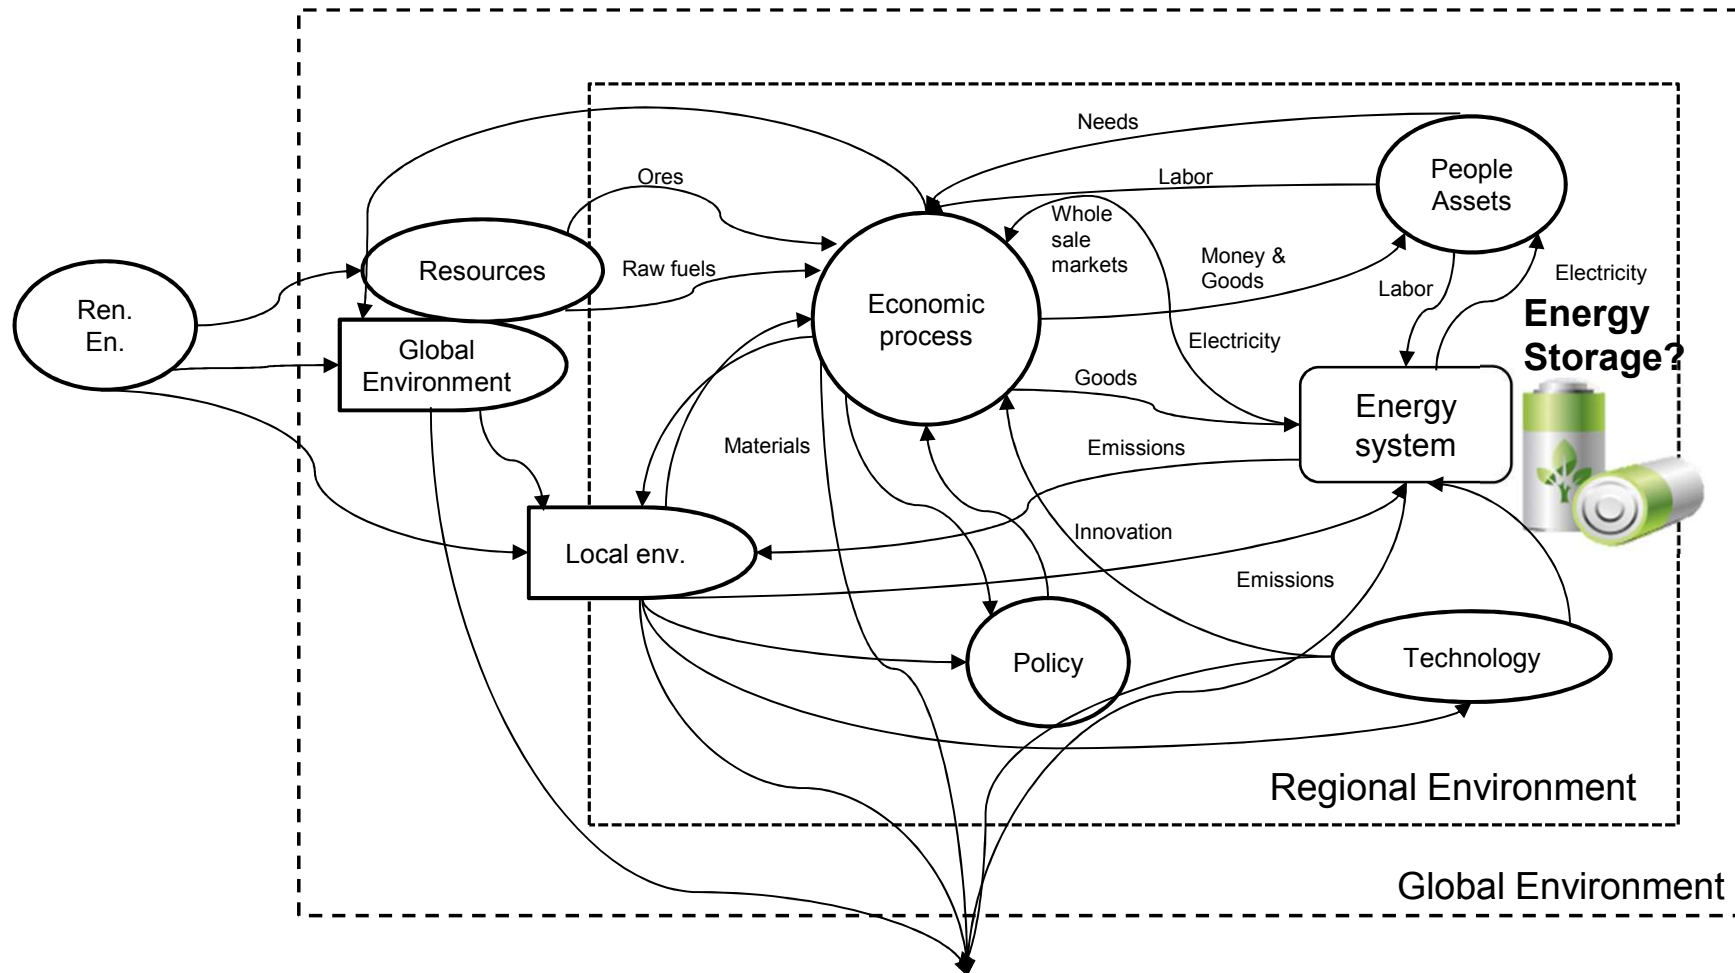 Needs
People
Assets
Ores
Labor
Whole
sale
markets
Resources
Raw fuels
Money &
Goods
Electricity
Labor
Ren.
En.
Economic
process
Energy
Storage?
Global
Environment
Electricity
Goods
Energy
system
Materials
Emissions
Innovation
Local env.
Emissions
Policy
Technology
Regional Environment
Global Environment